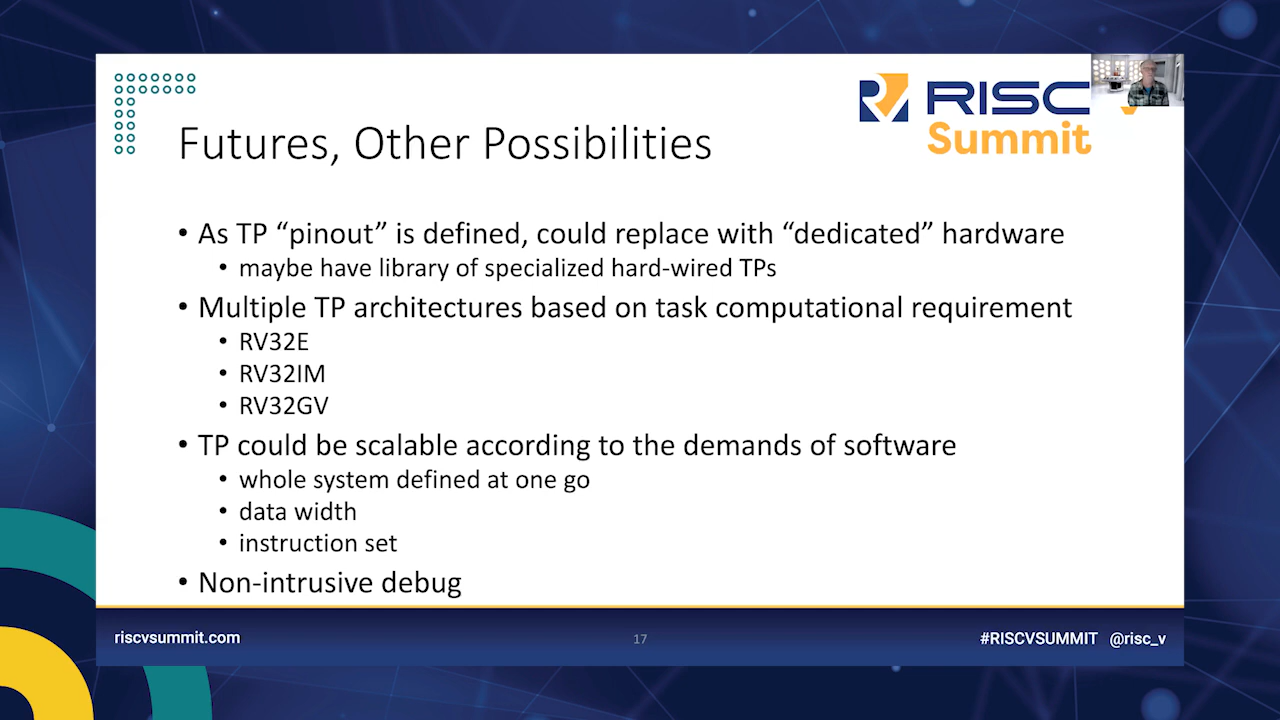 RISC
Summit
Futures, Other Possibilities
• As TP “pinout” is defined, could replace with “dedicated” hardware
• maybe have library of specialized hard-wired TPs
• Multiple TP architectures based on task computational requirement
• RV32E
• RV32IM
• RV32GV
• TP could be scalable according to the demands of software
• whole system defined at one go
• data width
• instruction set
• Non-intrusive debug
riscvsummit.com
17
#RISCVSUMMIT @risc_v